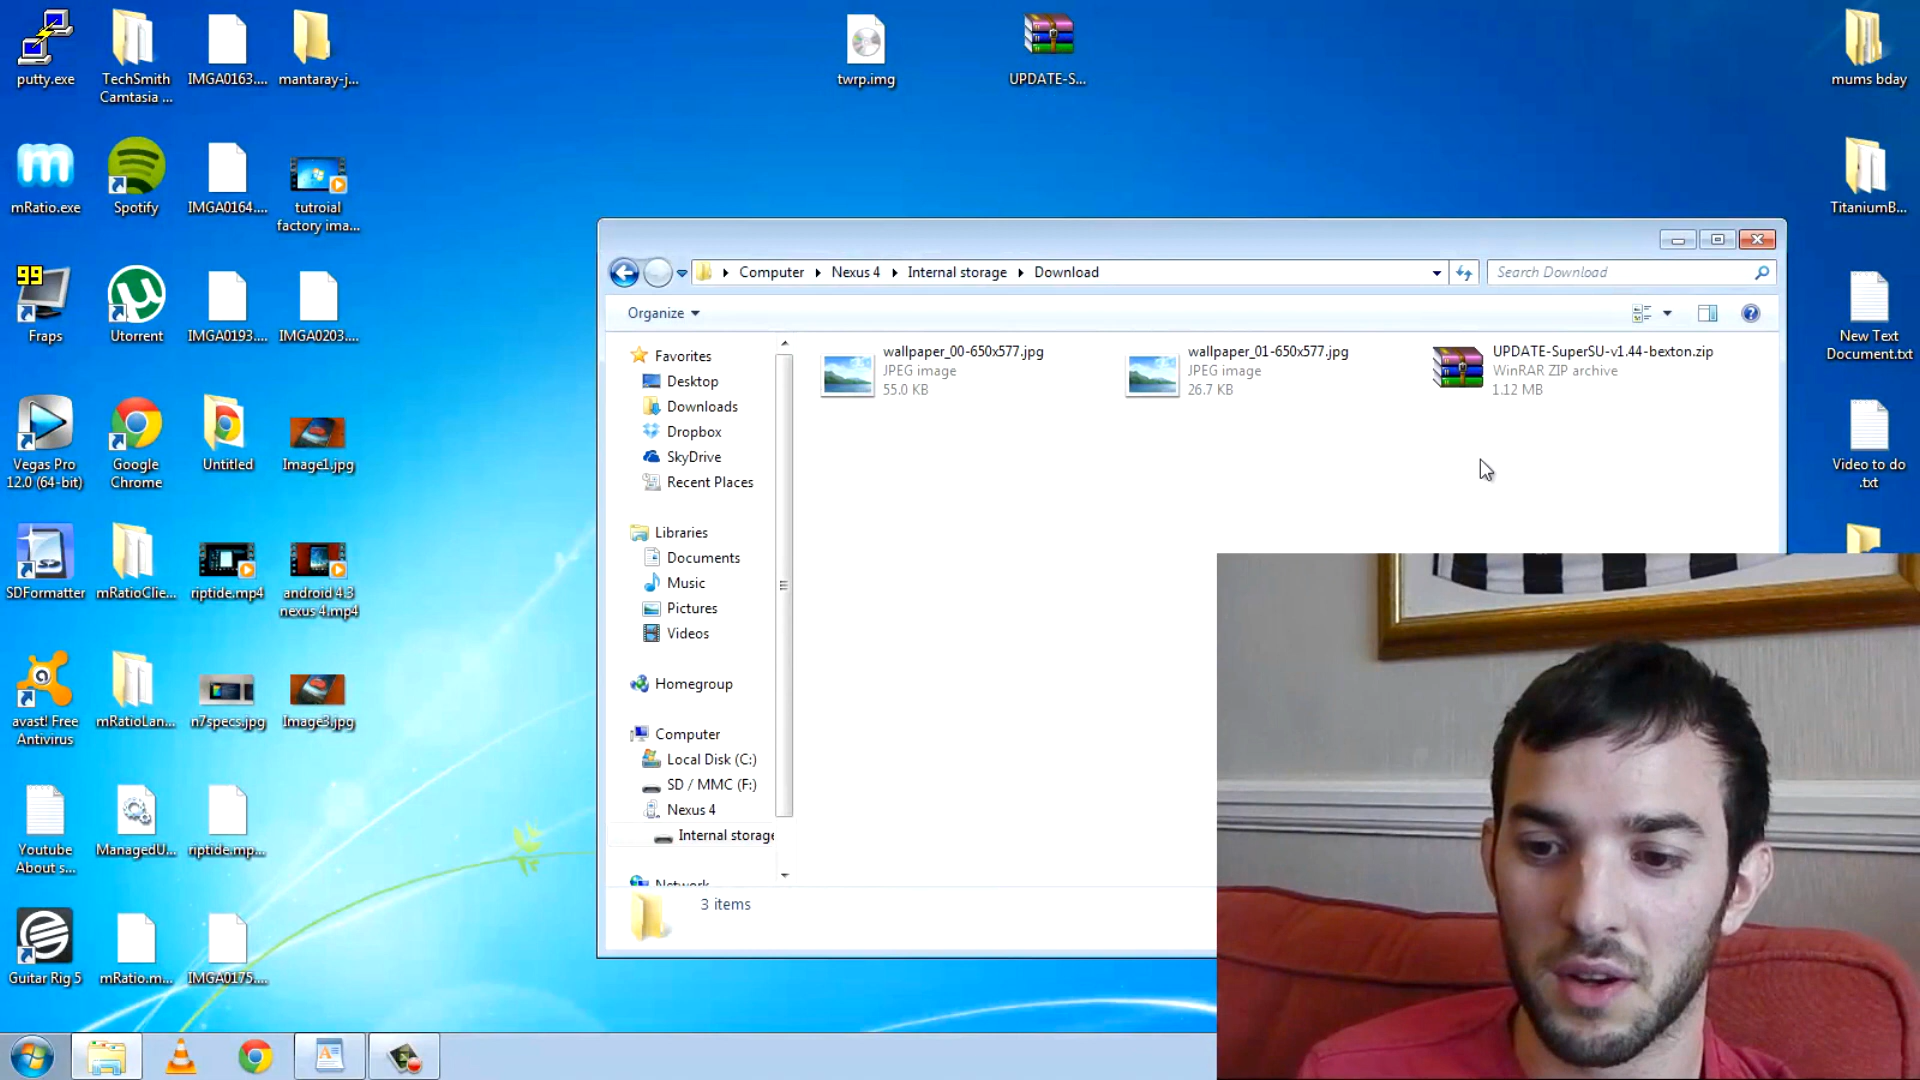 putty.exe
TechSmith
Camtasia ...
IMGA0163....
mantaray-j...
twrp.img
UPDATE-S...
mums bday
mRatio.exe
Spotify
IMGA0164....
tutroial
factory ima...
TitaniumB...
99
Fraps
Utorrent
IMGA0193....
IMGA0203....
New Text
Document.txt
Vegas Pro
12.0 (64-bit)
Google
Chrome
Untitled
Image1.jpg
Video to do
.txt
SDFormatter
mRatioClie...
riptide.mp4
android 4.3
nexus 4.mp4
avast! Free
Antivirus
mRatioLan...
n7specs.jpg
Image3.jpg
Youtube
About s...
ManagedU...
riptide.mp...
Guitar Rig 5
mRatio.m...
IMGA0175....
Computer
Nexus 4
Internal storage
Download
Search Download
Organize
Favorites
Desktop
Downloads
Dropbox
SkyDrive
Recent Places
Libraries
Documents
Music
Pictures
Videos
Homegroup
Computer
Local Disk (C:)
SD / MMC (F:)
Nexus 4
Internal storage
Network
wallpaper_00-650x577.jpg
JPEG image
55.0 KB
wallpaper_01-650x577.jpg
JPEG image
26.7 KB
UPDATE-SuperSU-v1.44-bexton.zip
WinRAR ZIP archive
1.12 MB
3 items